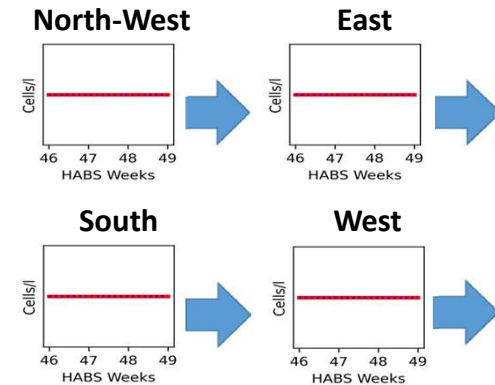 North-West East
Cells/l Cells/l
46 47 48 49 46 47 48 49
HABS Weeks HABS Weeks
South West
Cells/l Cells/l
46 47 48 49 46 47 48 49
HABS Weeks HABS Weeks